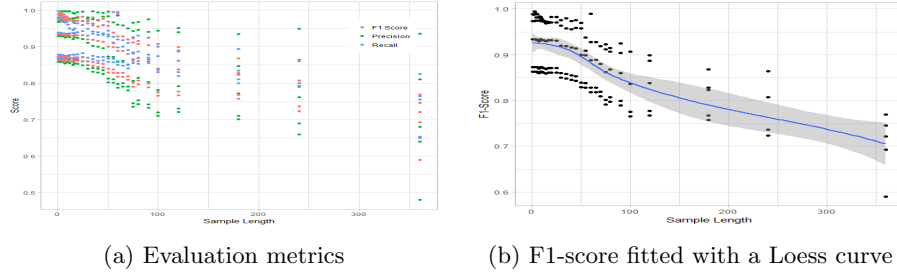 1.0
0.9
0.8
0.7
0.6
0.5
Score
0
100
200
300
Sample Length
F1 Score
Precision
Recall
1.0
0.9
0.8
0.7
0.6
F1-Score
0
100
200
300
Sample Length
(a) Evaluation metrics
(b) F1-score fitted with a Loess curve